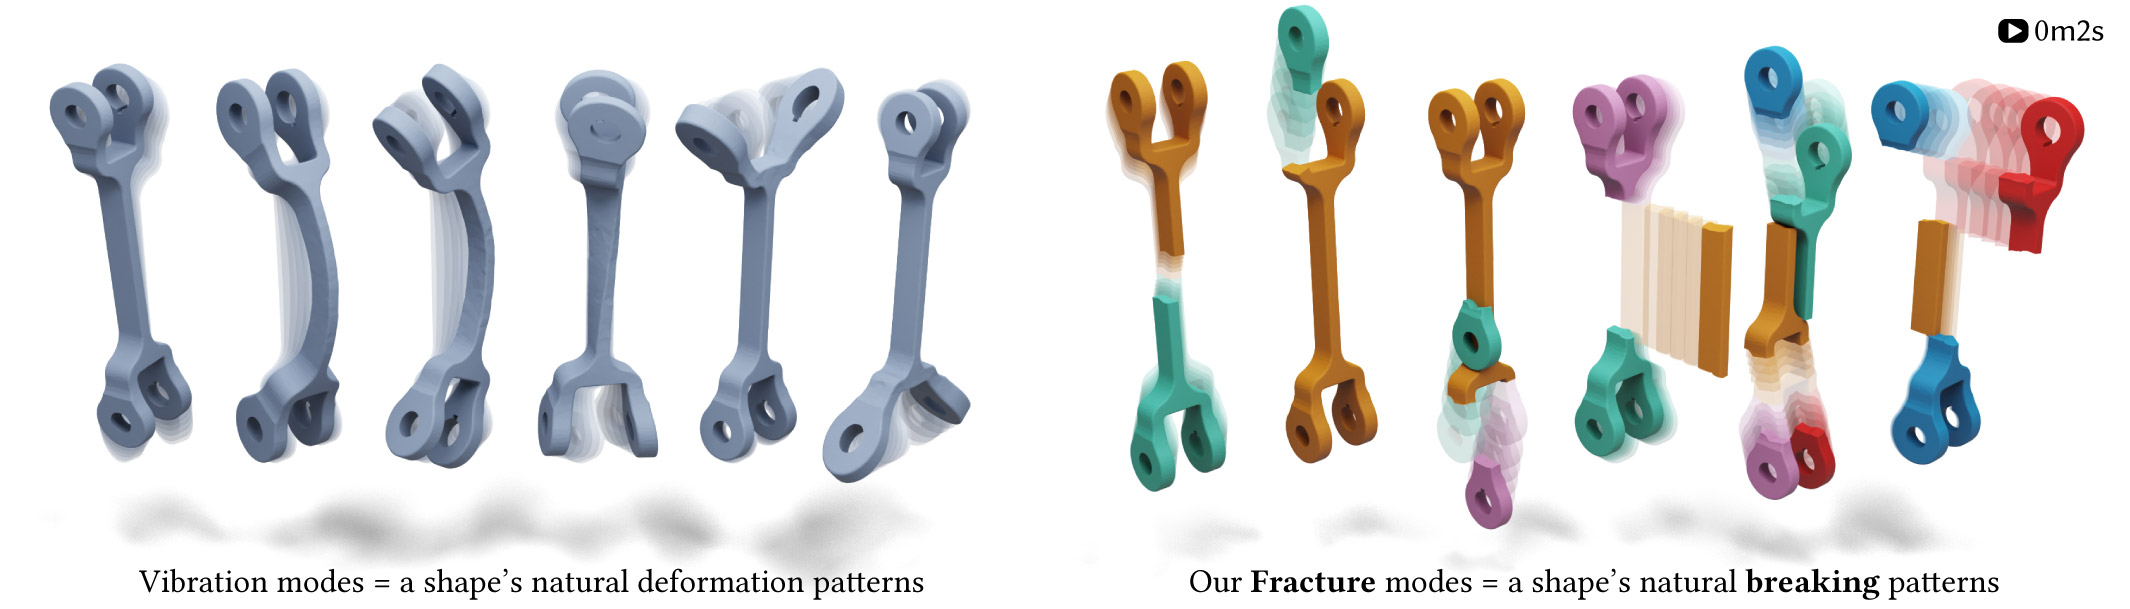 0m2s
Vibration modes = a shape’s natural deformation patterns
Our Fracture modes = a shape’s natural breaking patterns